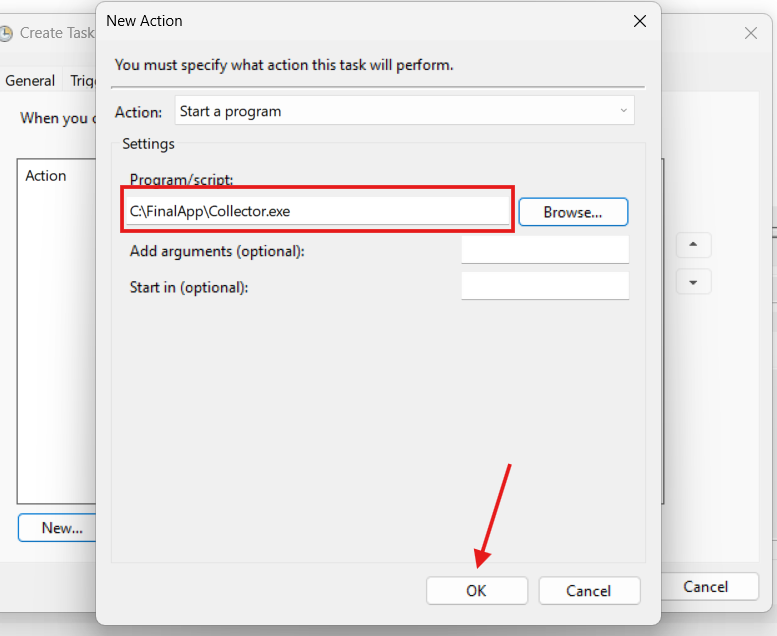 New Action
Create Task
You must specify what action this task will perform.
General
Action: Start a program
When you
Settings
Action
Program/script:
C:\FinalApp\Collector.exe
Browse...
Add arguments (optional):
Start in (optional):
New...
OK
Cancel
Cancel